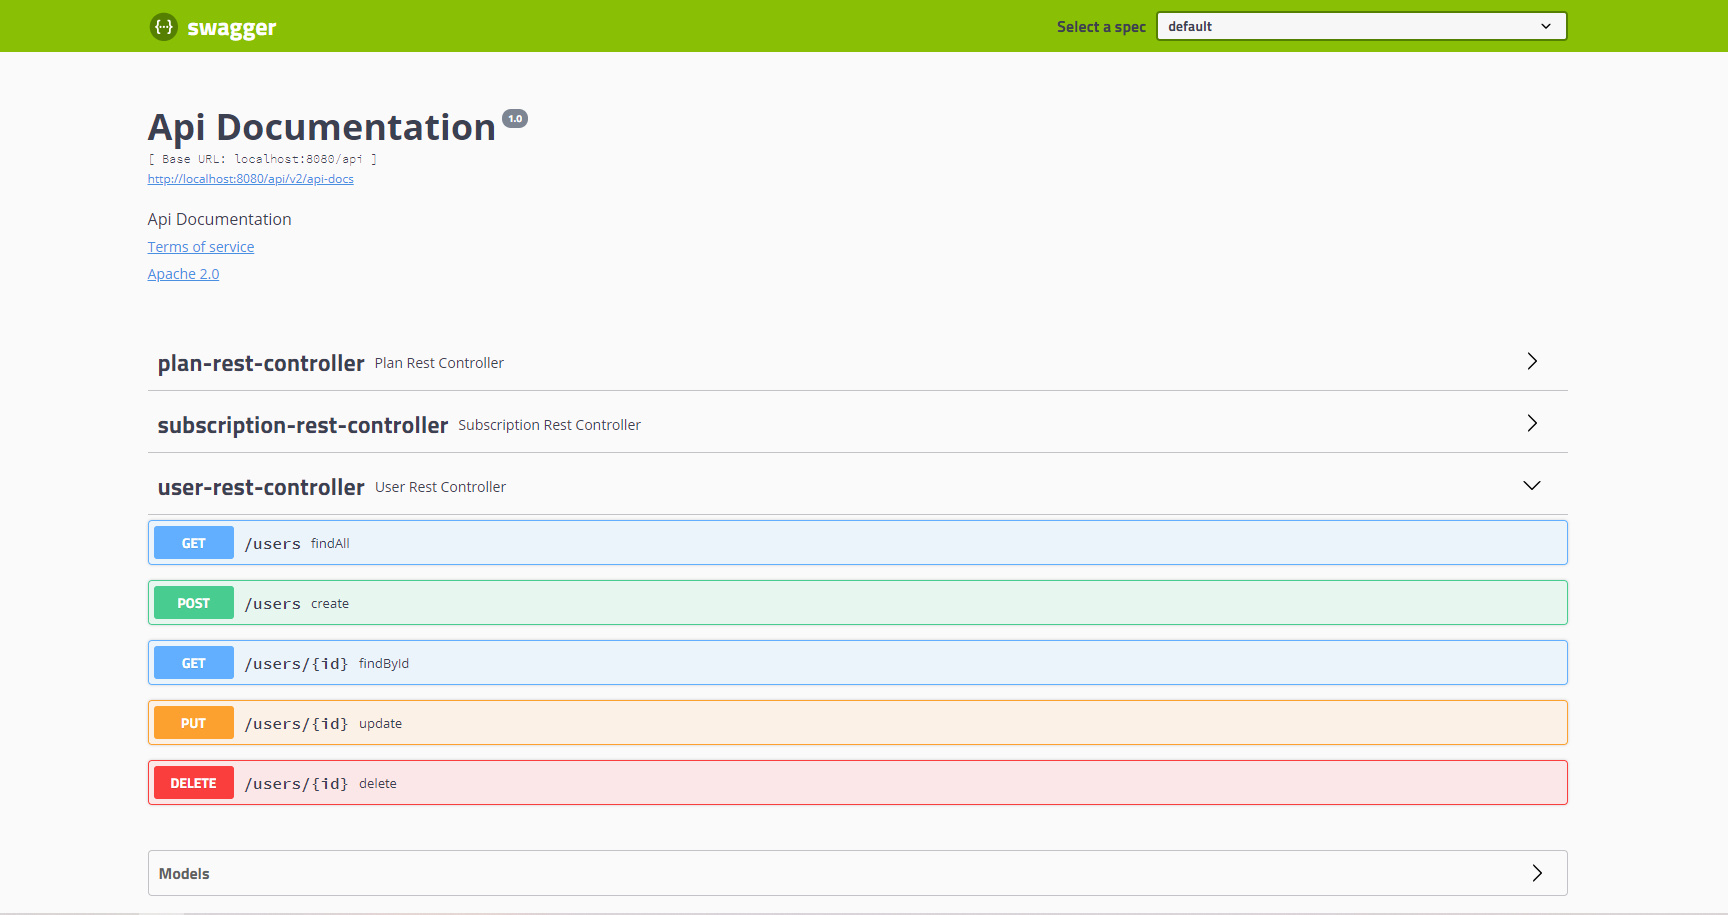 {···} swagger
Select a spec default
Api Documentation 1.0
[ Base URL: localhost:8080/api ]
http://localhost:8080/api/v2/api-docs
Api Documentation
Terms of service
Apache 2.0
plan-rest-controller Plan Rest Controller
subscription-rest-controller Subscription Rest Controller
user-rest-controller User Rest Controller
GET /users findAll
POST /users create
GET /users/{id} findById
PUT /users/{id} update
DELETE /users/{id} delete
Models